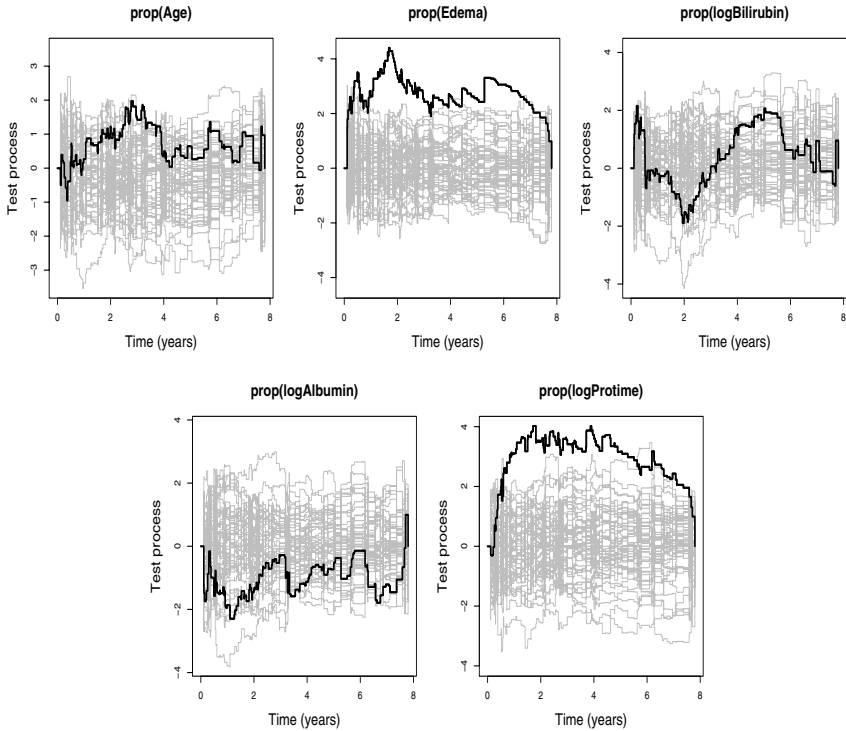 prop(Age)
3
2
1
0
−1
−2
−3
Test process
0 2 4 6 8
Time (years)
prop(Edema)
4
2
0
−2
−4
Test process
0 2 4 6 8
Time (years)
prop(logBilirubin)
4
2
0
−2
−4
Test process
0 2 4 6 8
Time (years)
prop(logAlbumin)
4
2
0
−2
−4
Test process
0 2 4 6 8
Time (years)
prop(logProtime)
4
2
0
−2
−4
Test process
0 2 4 6 8
Time (years)